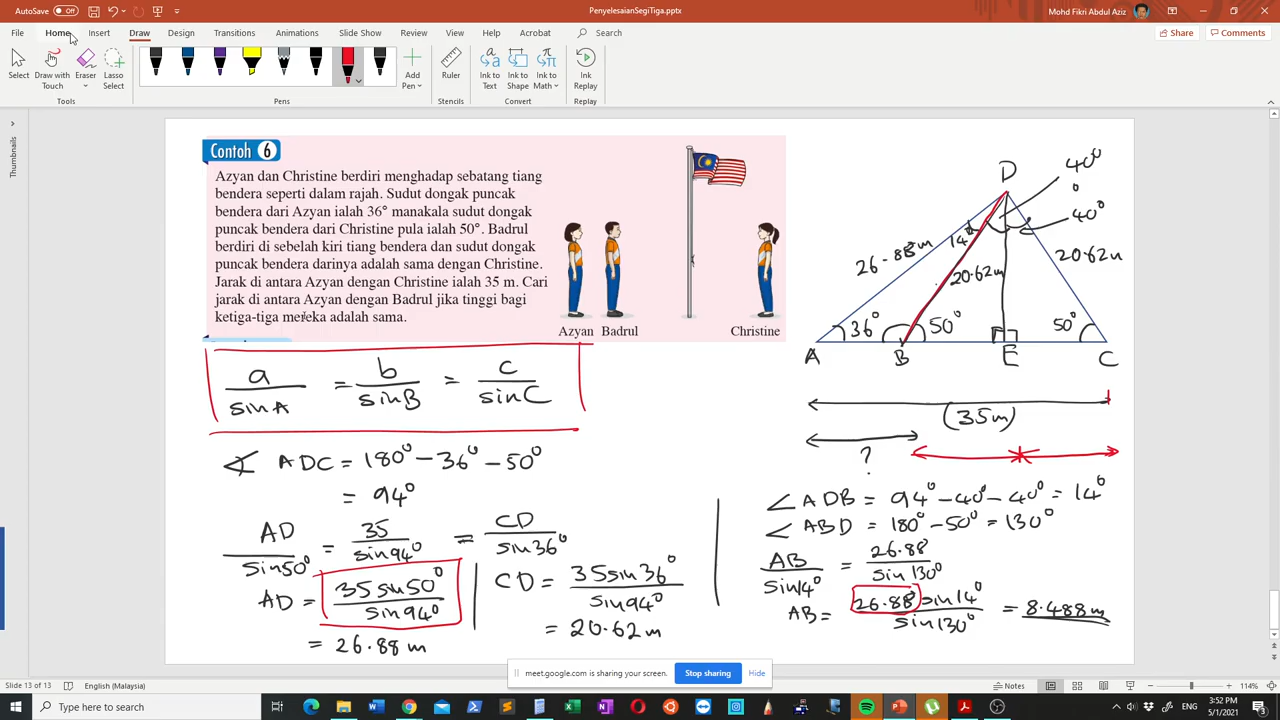 AutoSave Off
PenyelesaianSegiTiga.pptx
Mohd Fikri Abdul Aziz
File Home Insert Draw Design Transitions Animations Slide Show Review View Help Acrobat Search
Share Comments
Select
Draw with Touch
Eraser
Lasso Select
Add Pen
Ruler
Ink to Text
Ink to Shape
Ink to Math
Ink Replay
Tools
Pens
Stencils
Convert
Replay
Thumbnails
Contoh 6
Azyan dan Christine berdiri menghadap sebatang tiang
bendera seperti dalam rajah. Sudut dongak puncak
bendera dari Azyan ialah 36° manakala sudut dongak
puncak bendera dari Christine pula ialah 50°. Badrul
berdiri di sebelah kiri tiang bendera dan sudut dongak
puncak bendera darinya adalah sama dengan Christine.
Jarak di antara Azyan dengan Christine ialah 35 m. Cari
jarak di antara Azyan dengan Badrul jika tinggi bagi
ketiga-tiga mereka adalah sama.
Azyan Badrul Christine
D
40°
40°
26.88 m
14°
20.62m
20.62m
36°
50°
50°
A B E C
(35m)
?
a/sinA = b/sinB = c/sinC
∠ ADC = 180° - 36° - 50°
= 94°
AD/sin50° = 35/sin94° = CD/sin36°
AD = 35sin50°/sin94°
= 26.88 m
CD = 35sin36°/sin94°
= 20.62m
∠ ADB = 94° - 40° - 40° = 14°
∠ ABD = 180° - 50° = 130°
AB/sin14° = 26.88/sin130°
AB = 26.88 sin14°/sin130° = 8.488m
meet.google.com is sharing your screen. Stop sharing Hide
Slide 13 of 13 English (Malaysia) Notes 114%
Type here to search
3:52 PM
5/1/2021